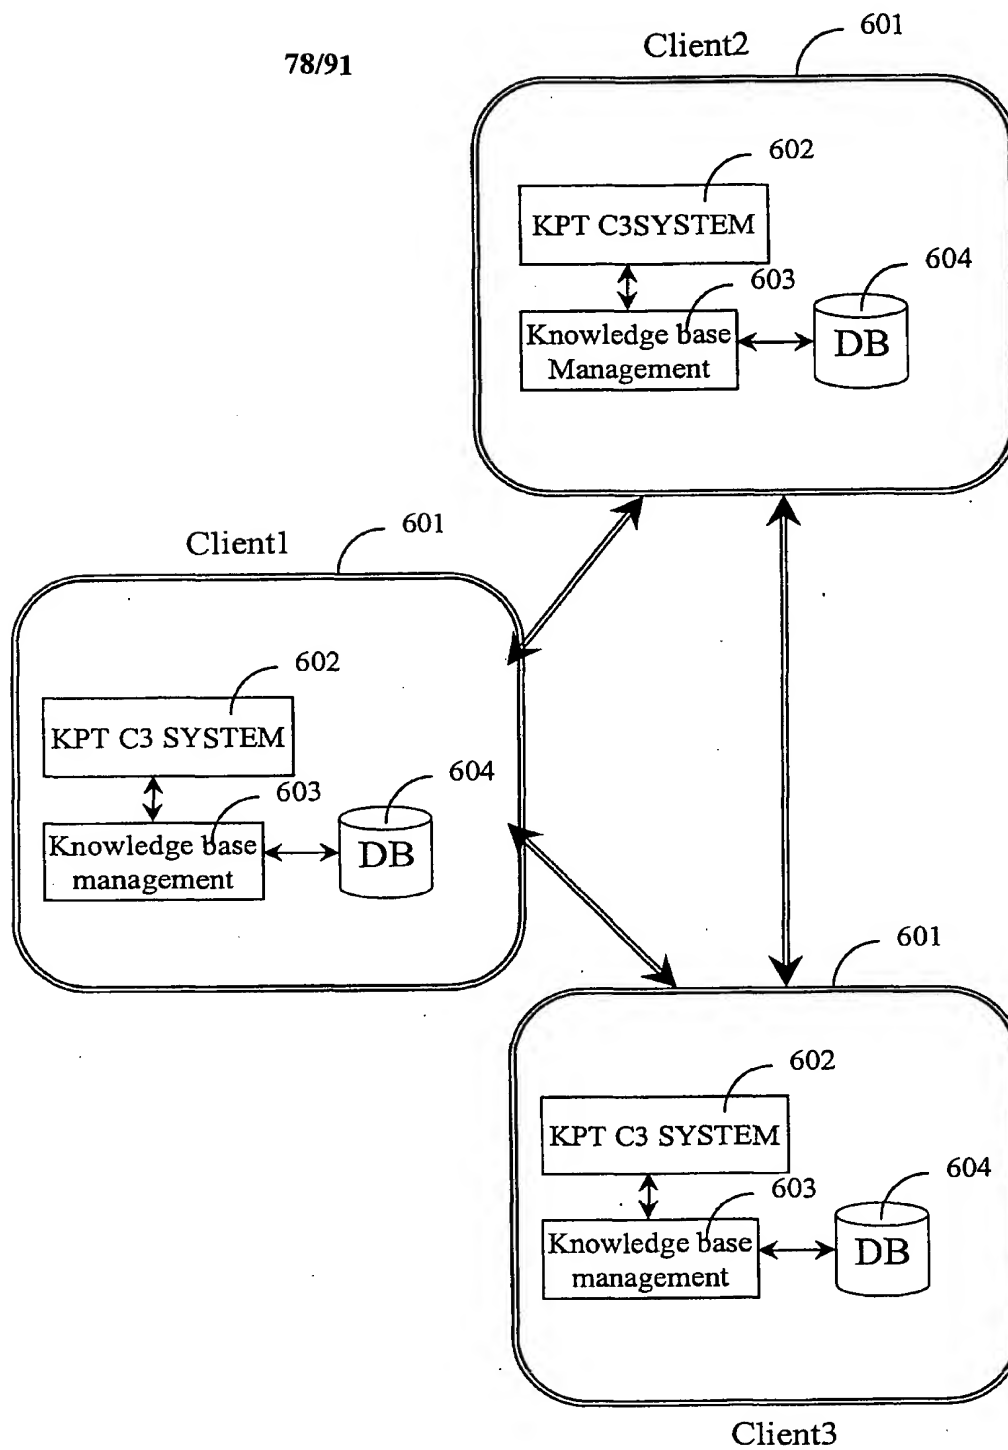 78/91
Client2
601
602
KPT C3SYSTEM
603
604
Knowledge base
Management
DB
Client1
601
602
KPT C3 SYSTEM
603
604
Knowledge base
management
DB
601
602
KPT C3 SYSTEM
603
604
Knowledge base
management
DB
Client3